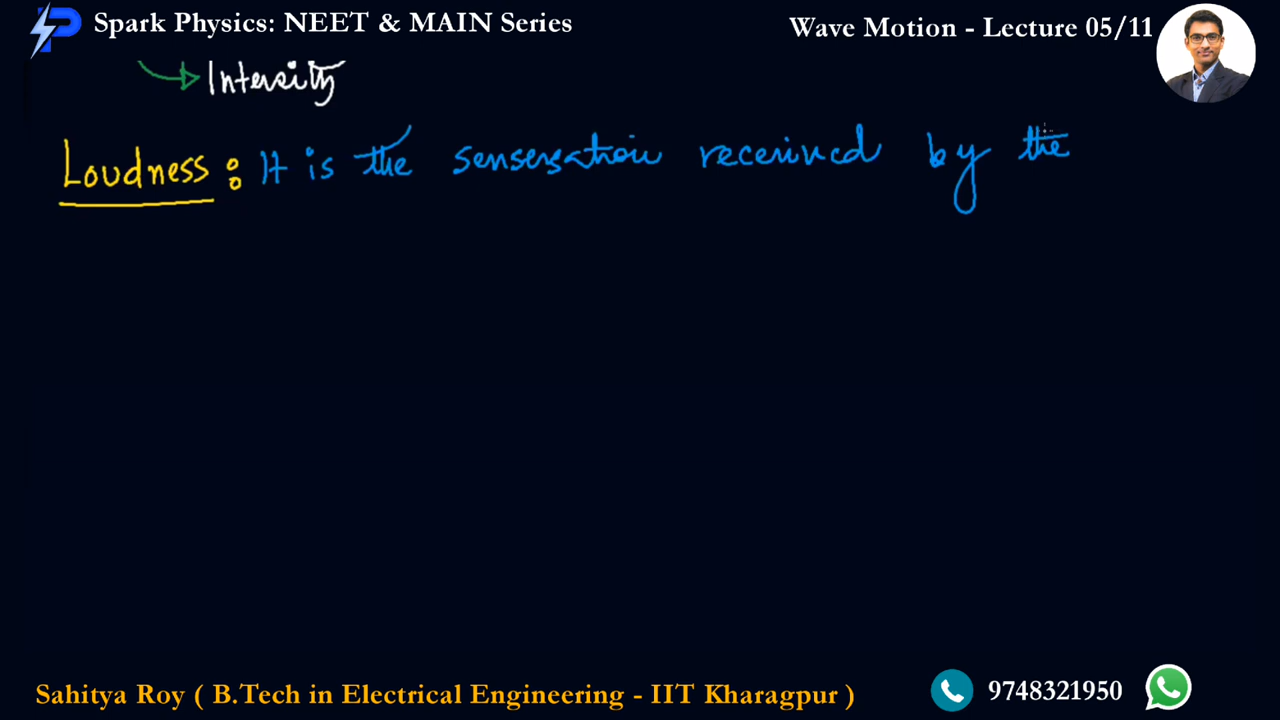 Spark Physics: NEET & MAIN Series
Wave Motion - Lecture 05/11
Intensity
Loudness : It is the sensersation received by the
Sahitya Roy ( B.Tech in Electrical Engineering - IIT Kharagpur )
9748321950